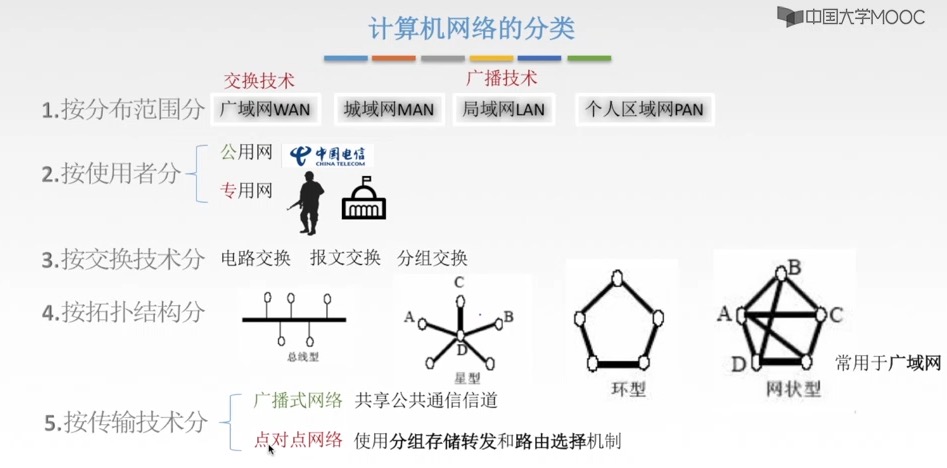 中国大学MOOC
计算机网络的分类
交换技术 广播技术
1.按分布范围分 广域网WAN 城域网MAN 局域网LAN 个人区域网PAN
2.按使用者分
公用网 中国电信
CHINA TELECOM
专用网
3.按交换技术分 电路交换 报文交换 分组交换
4.按拓扑结构分
总线型
C
A B
D
星型
环型
B
A C
D
网状型
常用于广域网
5.按传输技术分
广播式网络 共享公共通信信道
点对点网络 使用分组存储转发和路由选择机制